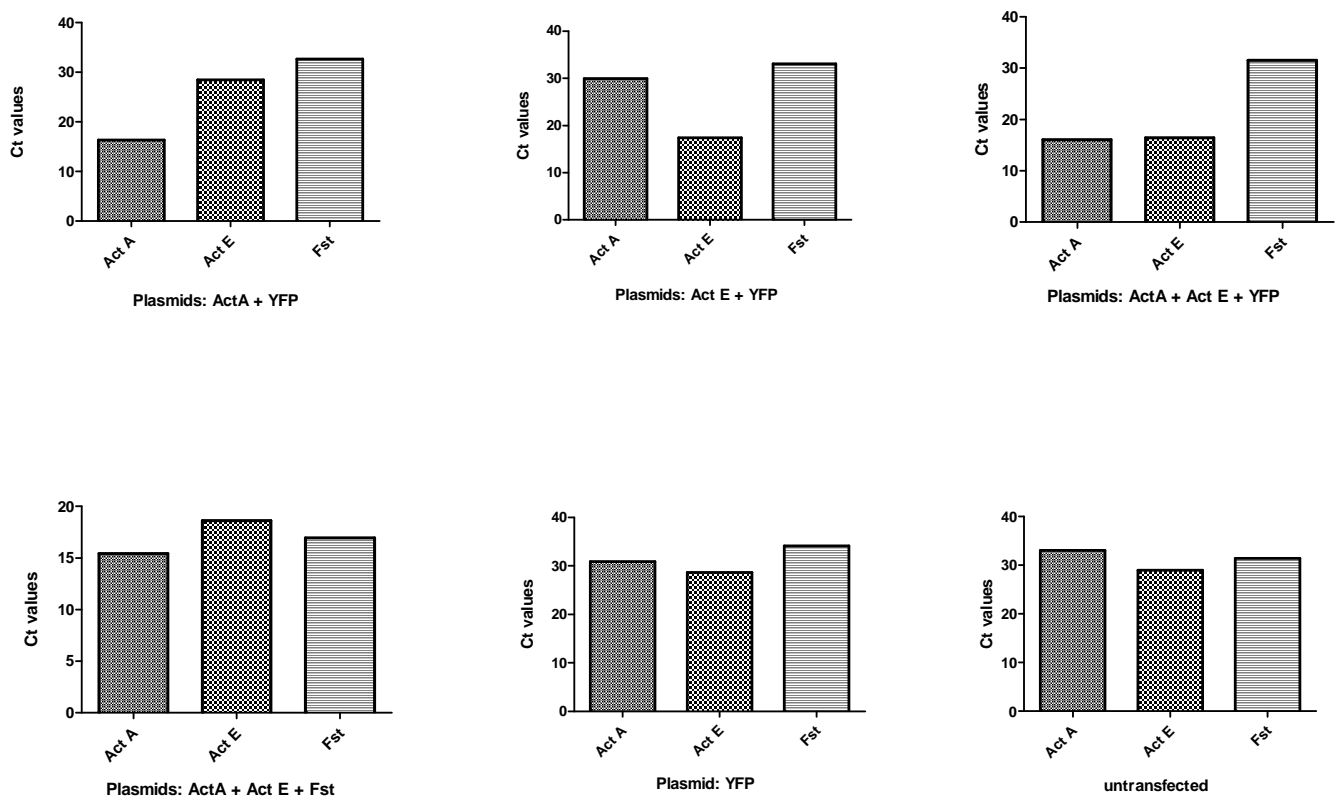 40
30
20
10
0
Ct values
Act A
Act E
Fst
Plasmids: ActA + YFP
40
30
20
10
0
Ct values
Act A
Act E
Fst
Plasmids: Act E + YFP
40
30
20
10
0
Ct values
Act A
Act E
Fst
Plasmids: ActA + Act E + YFP
20
15
10
5
0
Ct values
Act A
Act E
Fst
Plasmids: ActA + Act E + Fst
40
30
20
10
0
Ct values
Act A
Act E
Fst
Plasmid: YFP
40
30
20
10
0
Ct values
Act A
Act E
Fst
untransfected